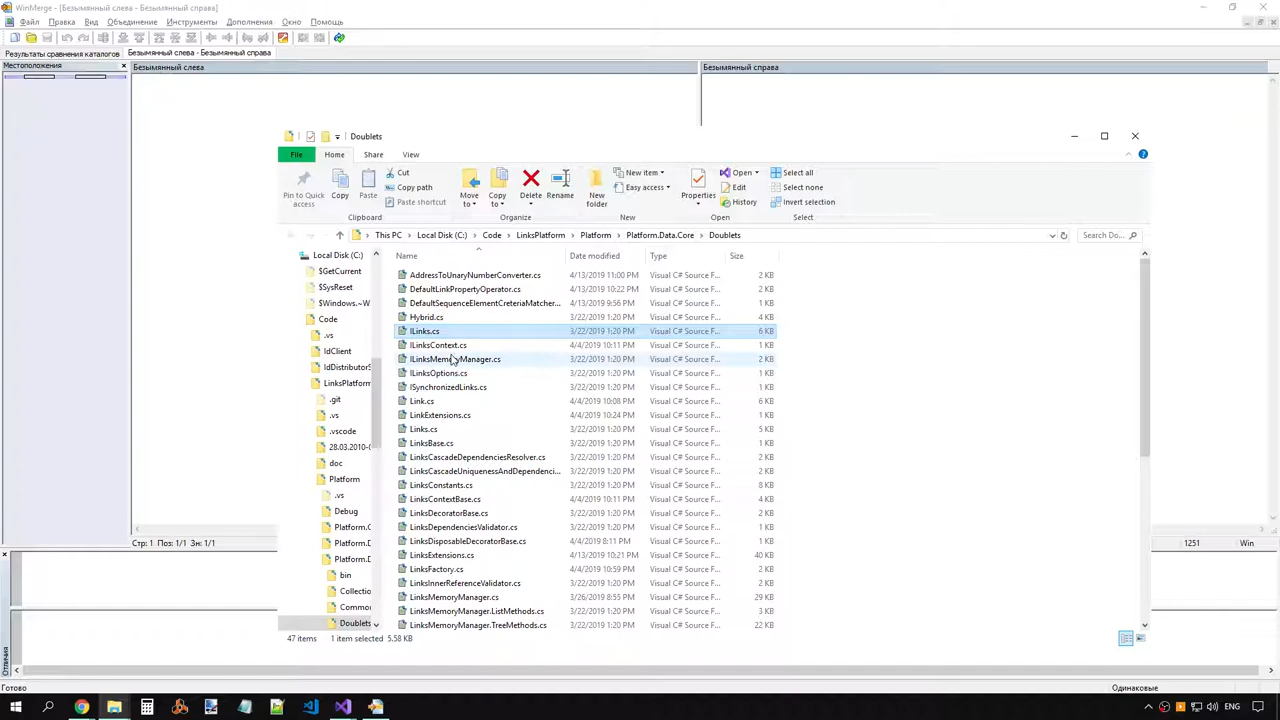 WinMerge - [Безымянный слева - Безымянный справа]
Файл Правка Вид Объединение Инструменты Дополнения Окно Помощь
Результаты сравнения каталогов Безымянный слева - Безымянный справа
Местоположения Безымянный слева Безымянный справа
Doublets
File Home Share View
Pin to Quick access
Copy
Paste
Cut
Copy path
Paste shortcut
Clipboard
Move to
Copy to
Delete
Rename
Organize
New folder
New item
Easy access
New
Properties
Open
Edit
History
Open
Select all
Select none
Invert selection
Select
This PC Local Disk (C:) Code LinksPlatform Platform Platform.Data.Core Doublets
Search Do...
Local Disk (C:)
$GetCurrent
$SysReset
$Windows.~W
Code
.vs
IdClient
IdDistributorS
LinksPlatform
.git
.vs
.vscode
28.03.2010-
doc
Platform
.vs
Debug
Platform.C
Platform.D
Platform.D
bin
Collectio
Commo
Doublets
Name Date modified Type Size
AddressToUnaryNumberConverter.cs 4/13/2019 11:00 PM Visual C# Source F... 2 KB
DefaultLinkPropertyOperator.cs 4/13/2019 10:22 PM Visual C# Source F... 2 KB
DefaultSequenceElementCreteriaMatcher... 4/13/2019 9:56 PM Visual C# Source F... 1 KB
Hybrid.cs 3/22/2019 1:20 PM Visual C# Source F... 4 KB
ILinks.cs 3/22/2019 1:20 PM Visual C# Source F... 6 KB
ILinksContext.cs 4/4/2019 10:11 PM Visual C# Source F... 1 KB
ILinksMemoryManager.cs 3/22/2019 1:20 PM Visual C# Source F... 2 KB
ILinksOptions.cs 3/22/2019 1:20 PM Visual C# Source F... 1 KB
ISynchronizedLinks.cs 3/22/2019 1:20 PM Visual C# Source F... 1 KB
Link.cs 4/4/2019 10:08 PM Visual C# Source F... 6 KB
LinkExtensions.cs 4/4/2019 10:24 PM Visual C# Source F... 1 KB
Links.cs 3/22/2019 1:20 PM Visual C# Source F... 5 KB
LinksBase.cs 3/22/2019 1:20 PM Visual C# Source F... 1 KB
LinksCascadeDependenciesResolver.cs 3/22/2019 1:20 PM Visual C# Source F... 2 KB
LinksCascadeUniquenessAndDependenci... 3/22/2019 1:20 PM Visual C# Source F... 2 KB
LinksConstants.cs 3/22/2019 1:20 PM Visual C# Source F... 8 KB
LinksContextBase.cs 4/4/2019 10:11 PM Visual C# Source F... 4 KB
LinksDecoratorBase.cs 3/22/2019 1:20 PM Visual C# Source F... 2 KB
LinksDependenciesValidator.cs 3/22/2019 1:20 PM Visual C# Source F... 1 KB
LinksDisposableDecoratorBase.cs 4/4/2019 8:11 PM Visual C# Source F... 1 KB
LinksExtensions.cs 4/13/2019 10:21 PM Visual C# Source F... 40 KB
LinksFactory.cs 4/4/2019 10:59 PM Visual C# Source F... 2 KB
LinksInnerReferenceValidator.cs 3/22/2019 1:20 PM Visual C# Source F... 2 KB
LinksMemoryManager.cs 3/26/2019 8:55 PM Visual C# Source F... 29 KB
LinksMemoryManager.ListMethods.cs 3/22/2019 1:20 PM Visual C# Source F... 3 KB
LinksMemoryManager.TreeMethods.cs 3/22/2019 1:20 PM Visual C# Source F... 22 KB
47 items 1 item selected 5.58 KB
Стр: 1 Поз: 1/1 Зн: 1/1
1251 Win
Отличия
Готово Одинаковые
ENG